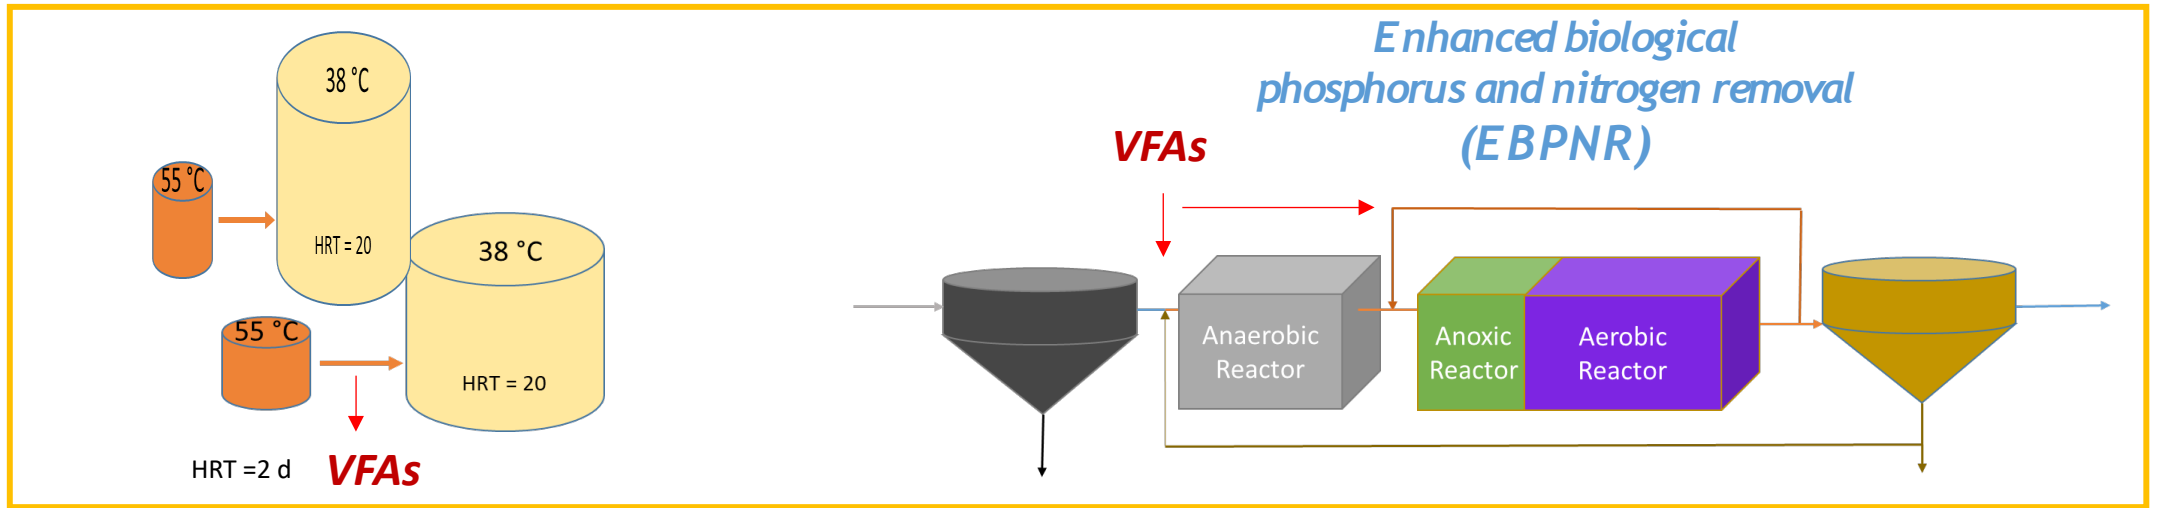 38 °C
55 °C
HRT = 20
38 °C
HRT = 20
55 °C
HRT =2 d
VFAs
Enhanced biological
phosphorus and nitrogen removal
(EBPNR)
VFAs
Anaerobic
Reactor
Anoxic
Reactor
Aerobic
Reactor